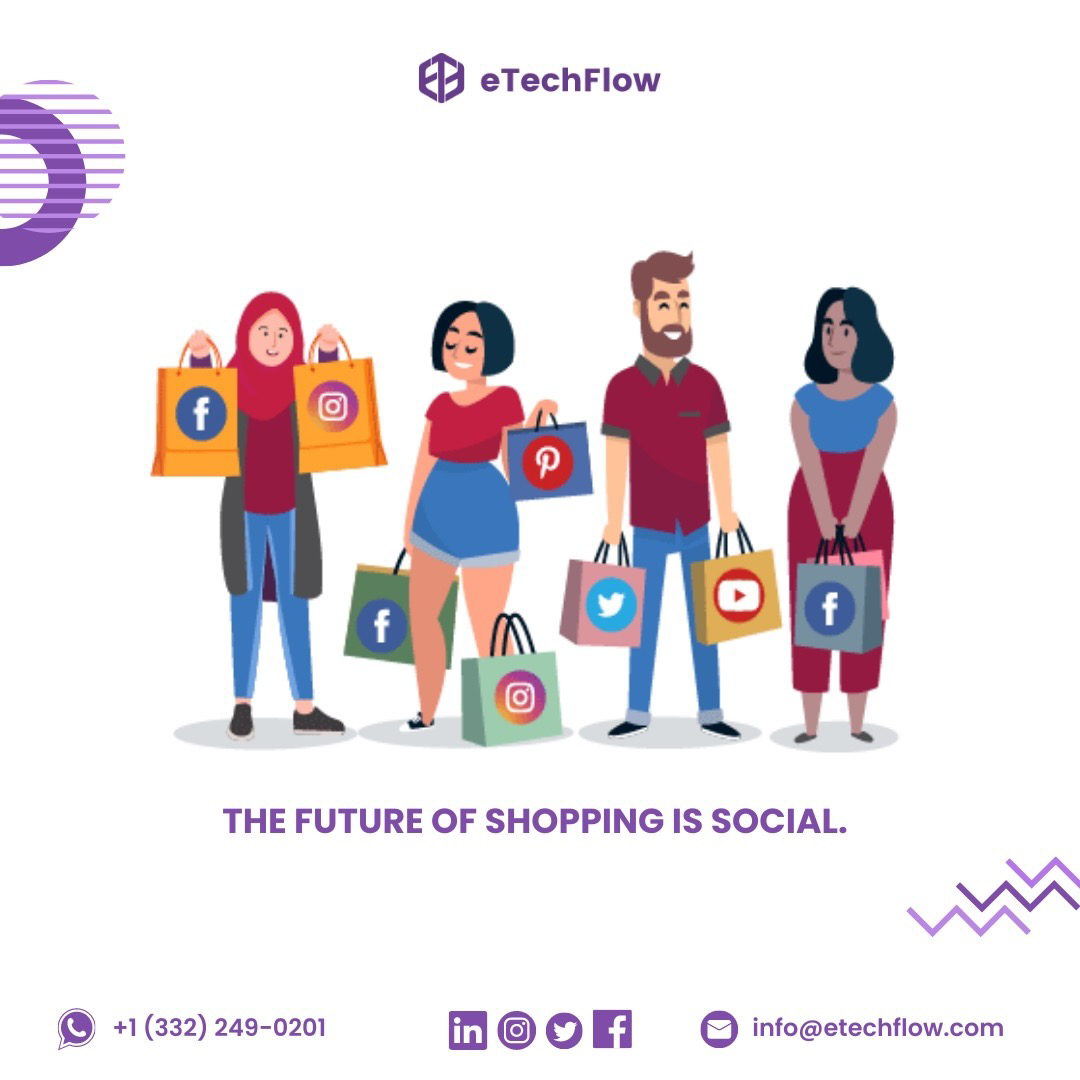 eTechFlow
THE FUTURE OF SHOPPING IS SOCIAL.
+1 (332) 249-0201
info@etechflow.com